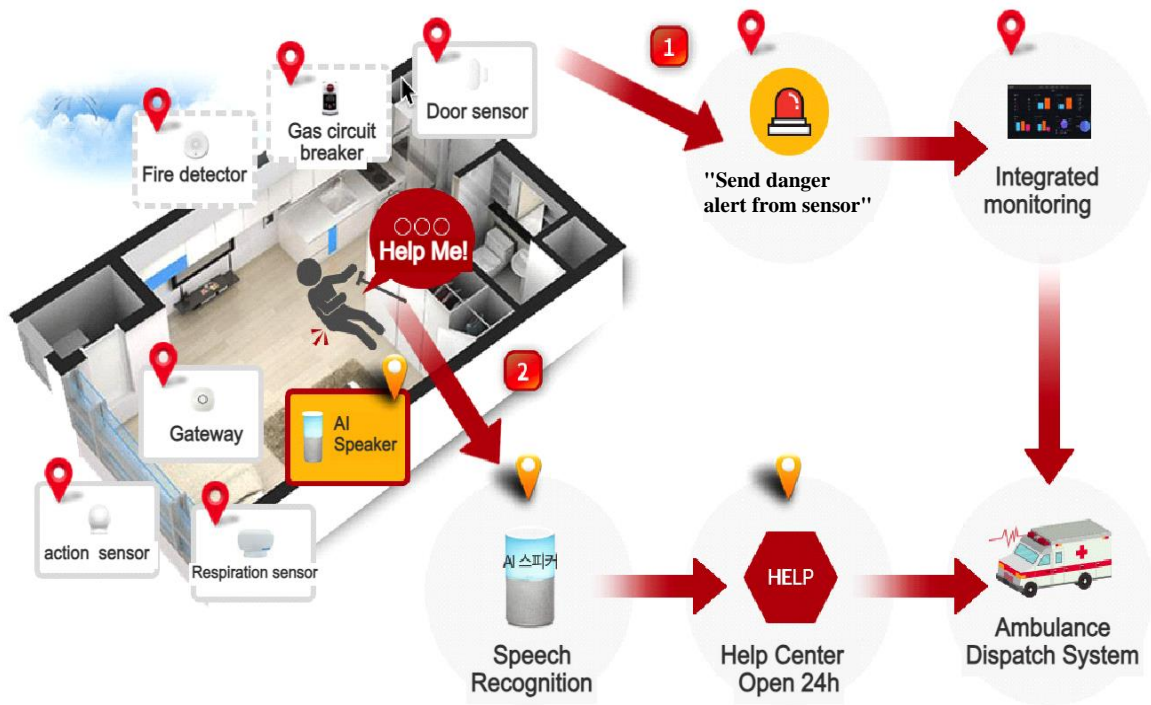 1
Door sensor
Gas circuit
breaker
Fire detector
"Send danger
alert from sensor"
Integrated
monitoring
○○○
Help Me!
2
AI
Speaker
Gateway
action sensor
Respiration sensor
AI 스피커
HELP
Speech
Recognition
Help Center
Open 24h
Ambulance
Dispatch System